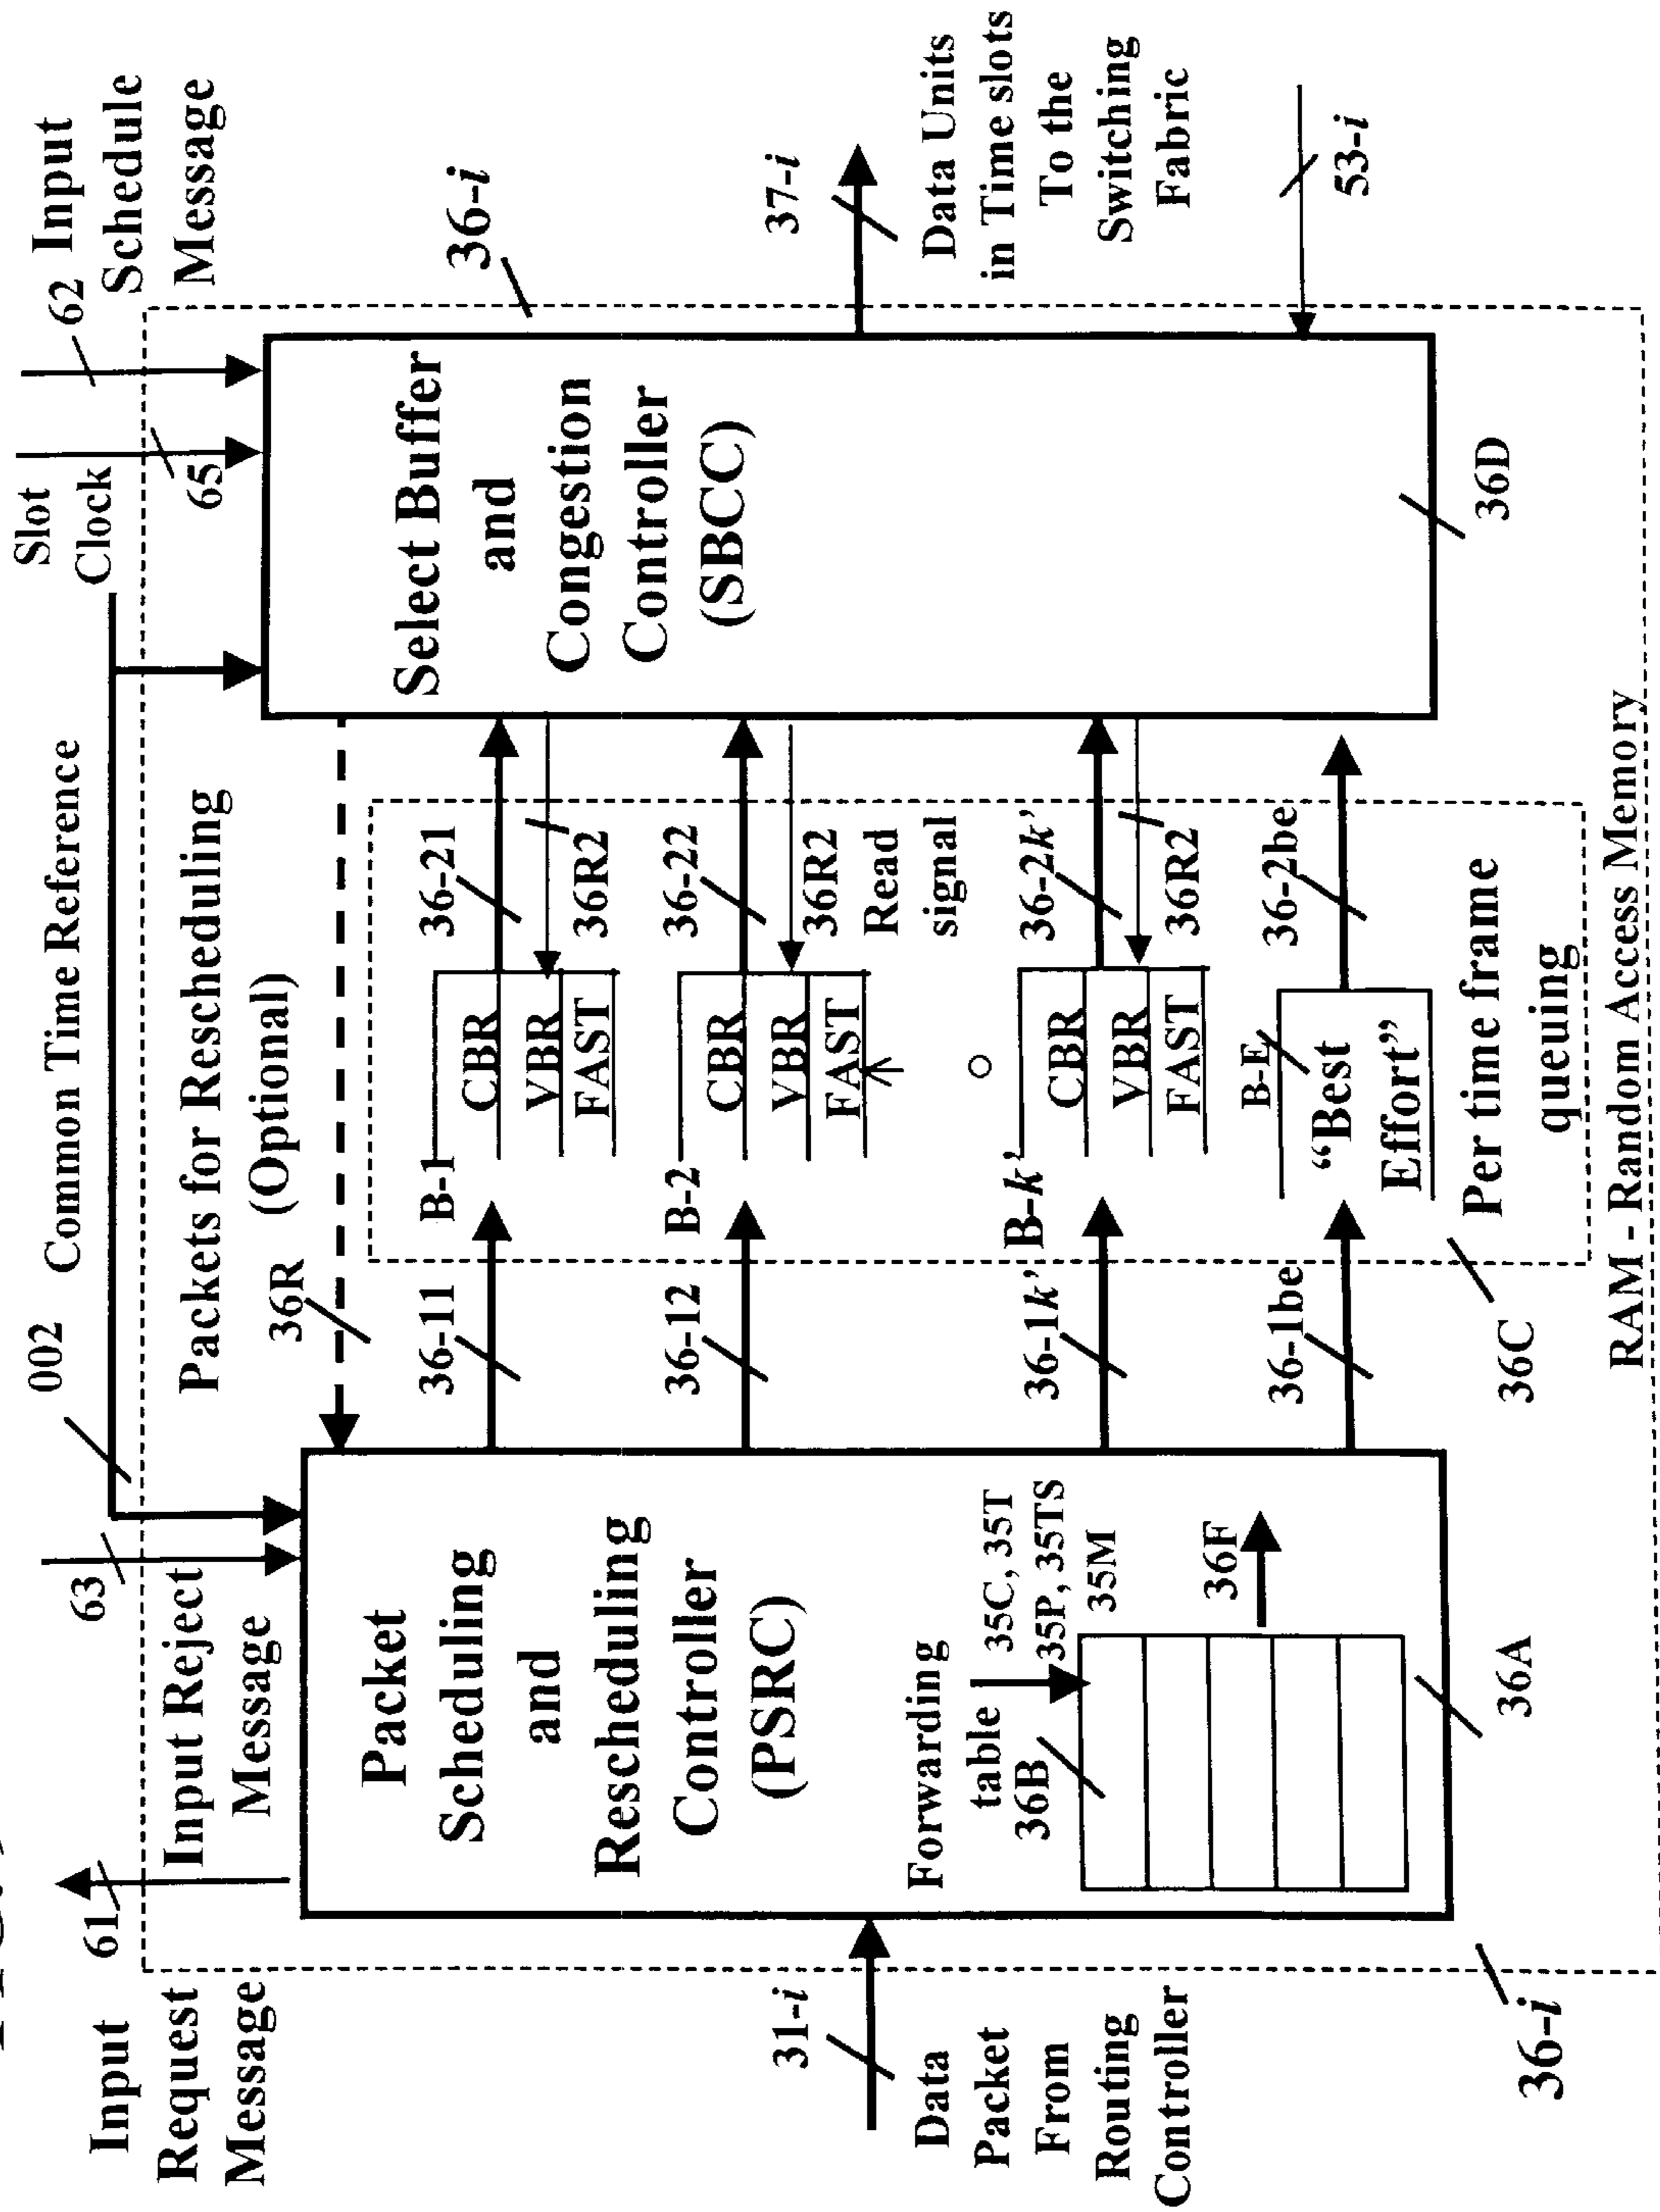 Input
Request
Message
61
Input Reject
Message
63
002
Common Time Reference
Slot
Clock
65
62
Input
Schedule
Message
Packets for Rescheduling
(Optional)
36R
36-i
31-i
Data
Packet
From
Routing
Controller
Packet
Scheduling
and
Rescheduling
Controller
(PSRC)
Forwarding
table
36B
35C, 35T
35P, 35TS
35M
36F
36A
36-11
B-1
CBR
VBR
FAST
36-21
36R2
36-12
B-2
CBR
VBR
FAST
36-22
36R2
Read
signal
36-1k'
B-k'
CBR
VBR
FAST
36-2k'
36R2
36-1be
B-E
“Best
Effort”
36-2be
Per time frame
queuing
36C
RAM - Random Access Memory
Select Buffer
and
Congestion
Controller
(SBCC)
36D
37-i
Data Units
in Time slots
To the
Switching
Fabric
53-i
36-i